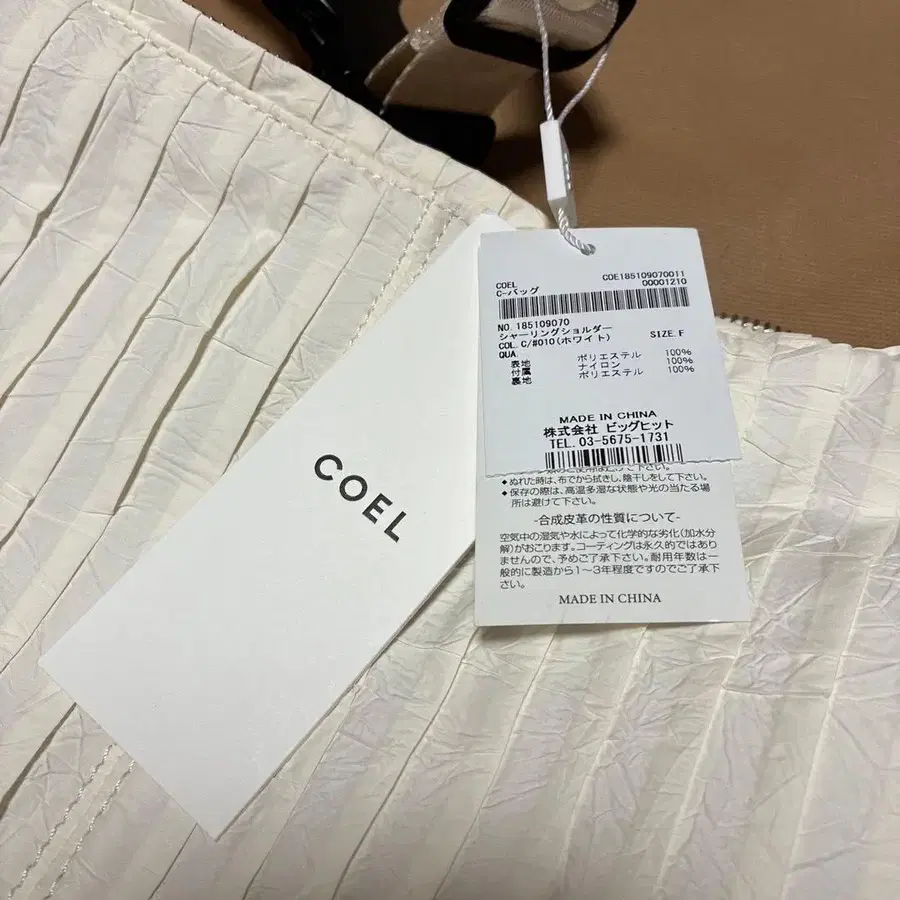 COEL
COEL COE185109070011
C-バッグ 00001210
NO. 185109070
シャーリングショルダー
COL. C/#010(ホワイト) SIZE. F
QUA.
表地 ポリエステル 100%
付属 ナイロン 100%
裏地 ポリエステル 100%
MADE IN CHINA
株式会社 ビッグヒット
TEL. 03-5675-1731
◆ぬれた時は、布でから拭きし、陰干しをして下さい。
◆保存の際は、高温多湿な状態や光の当たる場
所は避けて下さい。
-合成皮革の性質について-
空気中の湿気や水によって化学的な劣化(加水分
解)がおこります。コーティングは永久的ではありま
せんので、予めご了承下さい。耐用年数は一
般的に製造から1〜3年程度ですのでご了承下
さい。
MADE IN CHINA